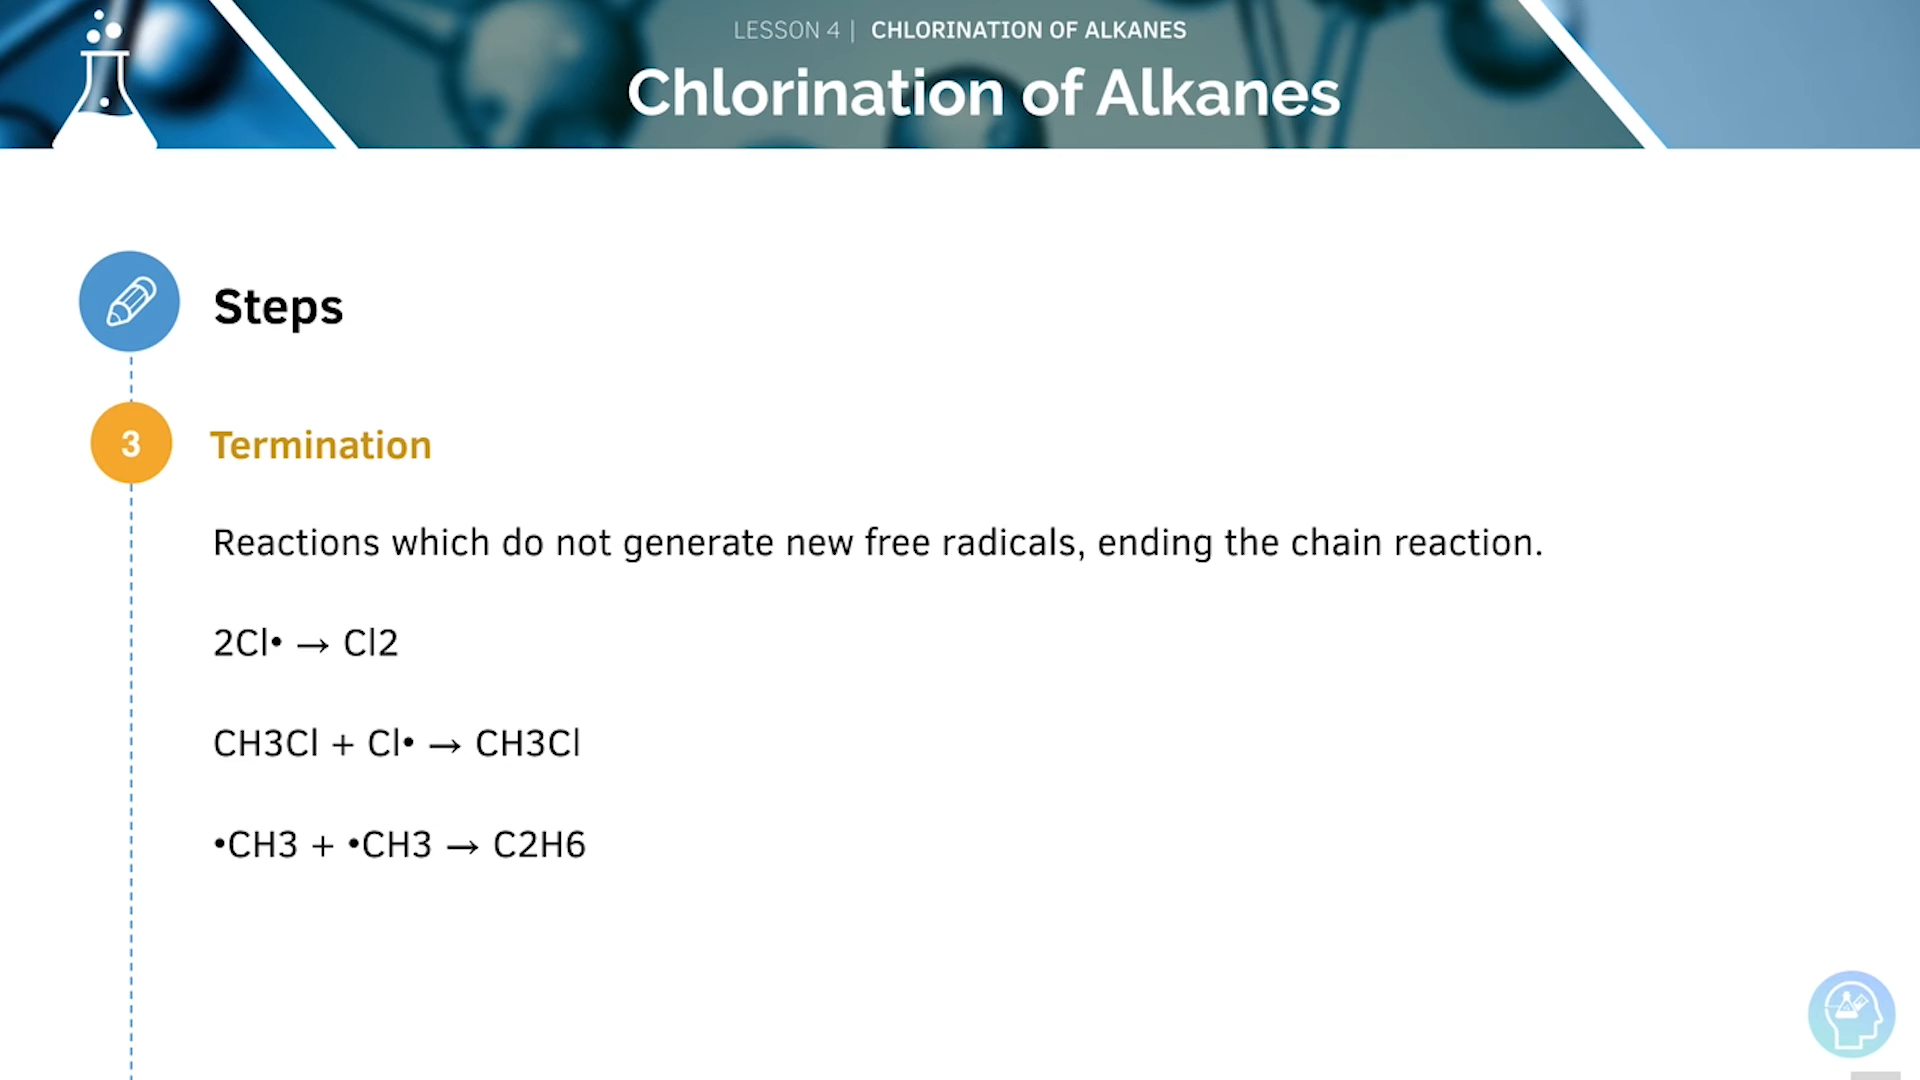 LESSON 4 | CHLORINATION OF ALKANES
Chlorination of Alkanes
Steps
3 Termination
Reactions which do not generate new free radicals, ending the chain reaction.
2Cl• → Cl2
CH3Cl + Cl• → CH3Cl
•CH3 + •CH3 → C2H6